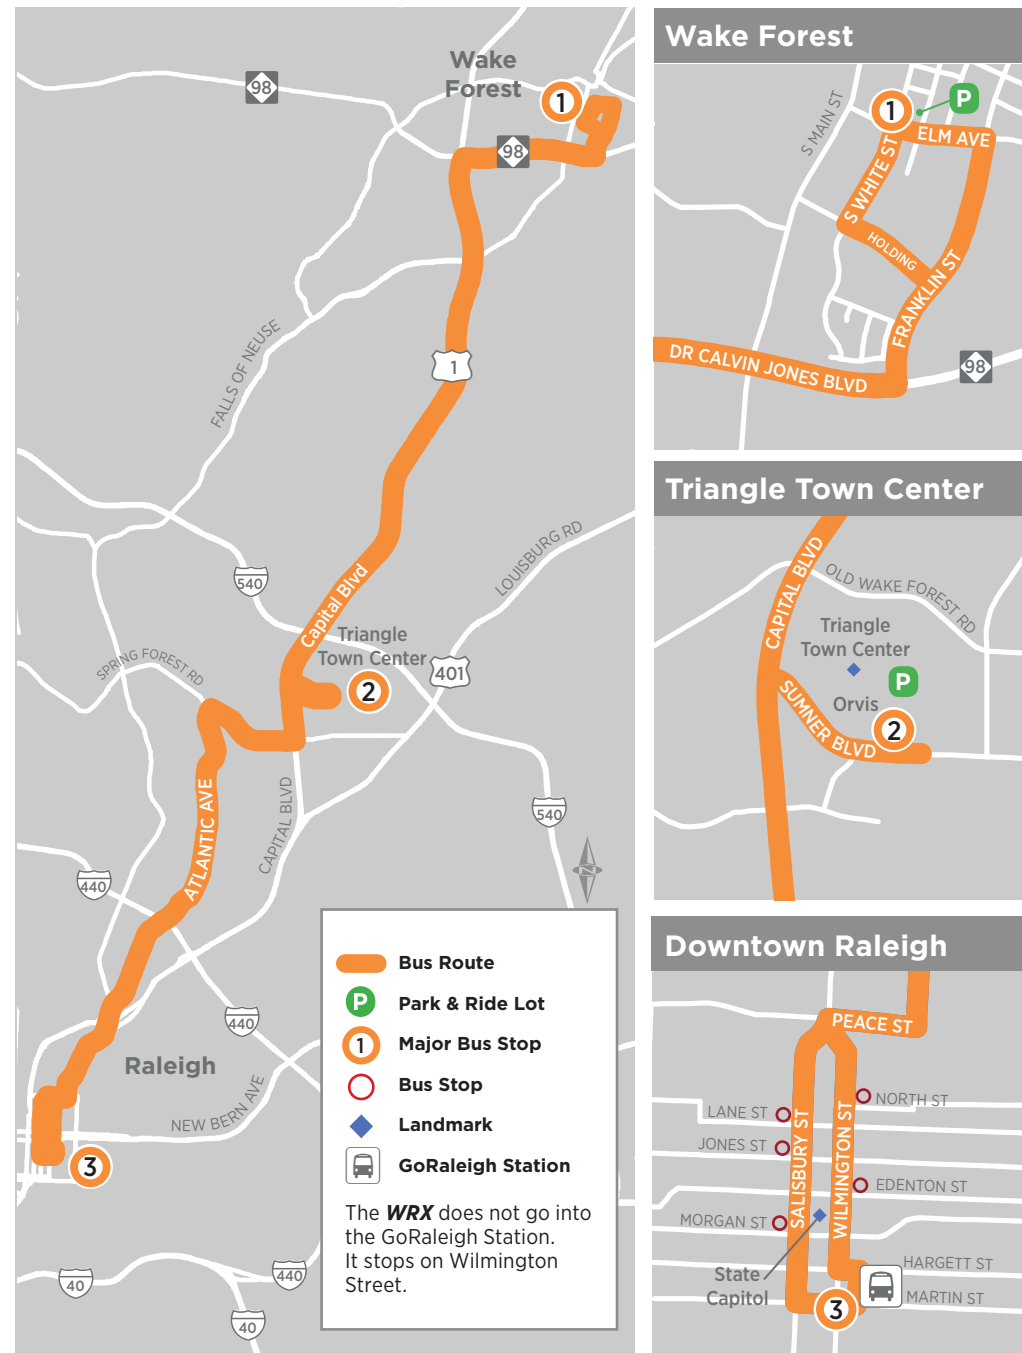 Wake
Forest
98
1
98
1
FALLS OF NEUSE
540
LOUISBURG RD
Capital Blvd
Triangle
Town Center
401
2
SPRING FOREST RD
ATLANTIC AVE
CAPITAL BLVD
540
440
440
Raleigh
NEW BERN AVE
3
40
440
40
Bus Route
P
Park & Ride Lot
1
Major Bus Stop
Bus Stop
Landmark
GoRaleigh Station
The WRX does not go into
the GoRaleigh Station.
It stops on Wilmington
Street.
Wake Forest
S MAIN ST
1
P
ELM AVE
S WHITE ST
HOLDING
FRANKLIN ST
DR CALVIN JONES BLVD
98
Triangle Town Center
CAPITAL BLVD
OLD WAKE FOREST RD
Triangle
Town Center
P
Orvis
2
SUMNER BLVD
Downtown Raleigh
PEACE ST
NORTH ST
LANE ST
JONES ST
SALISBURY ST
WILMINGTON ST
EDENTON ST
MORGAN ST
HARGETT ST
State
Capitol
MARTIN ST
3